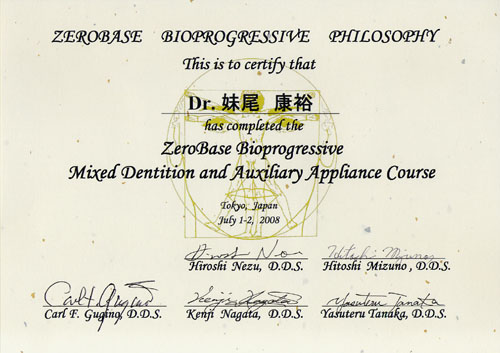 ZEROBASE BIOPROGRESSIVE PHILOSOPHY
This is to certify that
Dr. 妹尾 康裕
has completed the
ZeroBase Bioprogressive
Mixed Dentition and Auxiliary Appliance Course
Tokyo, Japan
July 1-2, 2008
Hiroshi Nezu, D.D.S. Hitoshi Mizuno, D.D.S.
Carl F. Gugino, D.D.S. Kenji Nagata, D.D.S. Yasuteru Tanaka, D.D.S.